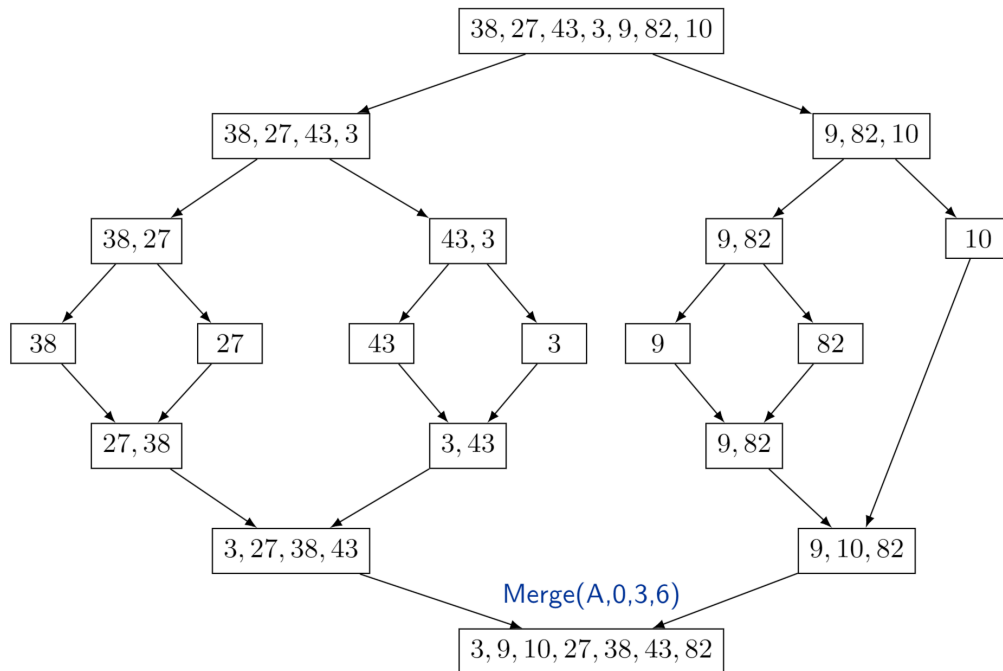 38, 27, 43, 3, 9, 82, 10
38, 27, 43, 3
9, 82, 10
38, 27
43, 3
9, 82
10
38
27
43
3
9
82
27, 38
3, 43
9, 82
3, 27, 38, 43
9, 10, 82
Merge(A,0,3,6)
3, 9, 10, 27, 38, 43, 82